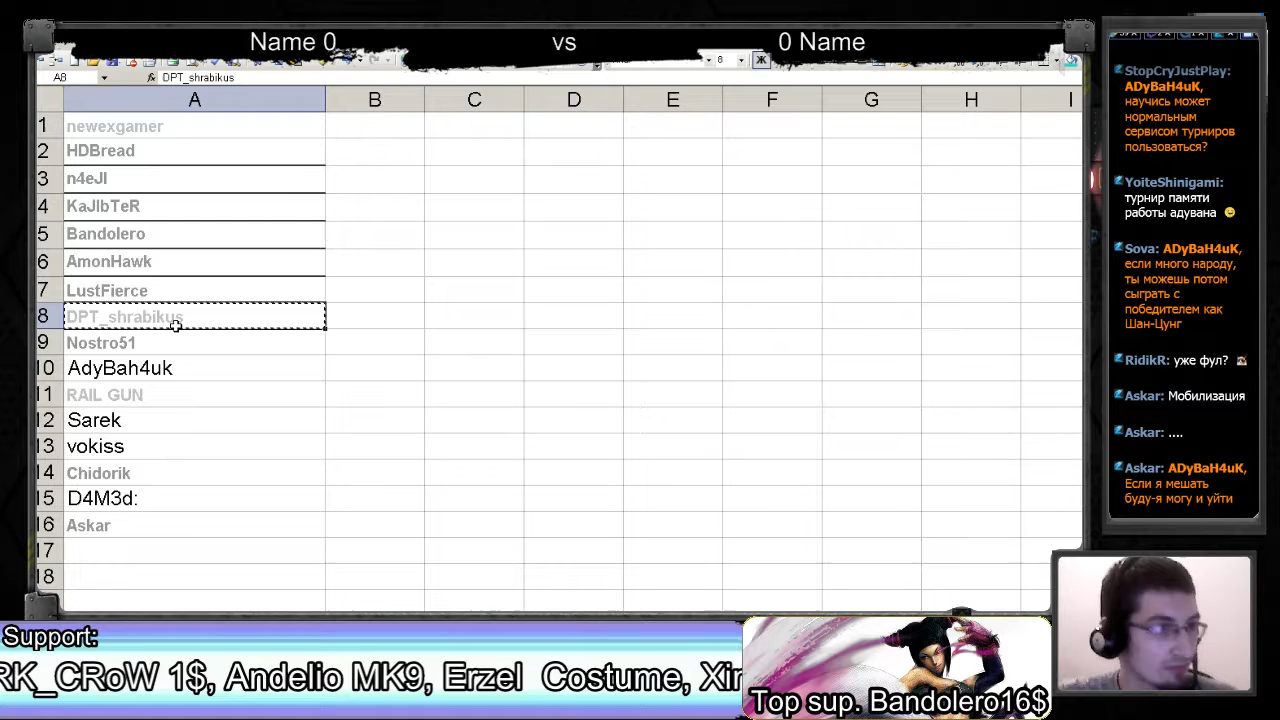 Name 0
vs
0 Name
A8
DPT_shrabikus
8
Ж
A B C D E F G H I
1 newexgamer
2 HDBread
3 n4eJl
4 KaJlbTeR
5 Bandolero
6 AmonHawk
7 LustFierce
8 DPT_shrabikus
9 Nostro51
10 AdyBah4uk
11 RAIL GUN
12 Sarek
13 vokiss
14 Chidorik
15 D4M3d:
16 Askar
17
18
StopCryJustPlay:
ADyBaH4uK,
научись может
нормальным
сервисом турниров
пользоваться?
YoiteShinigami:
турнир памяти
работы адувана
Sova: ADyBaH4uK,
если много народу,
ты можешь потом
сыграть с
победителем как
Шан-Цунг
RidikR: уже фул?
Askar: Мобилизация
Askar: ....
Askar: ADyBaH4uK,
Если я мешать
буду-я могу и уйти
Support:
RK_CRoW 1$, Andelio MK9, Erzel Costume, Xin
Top sup. Bandolero16$